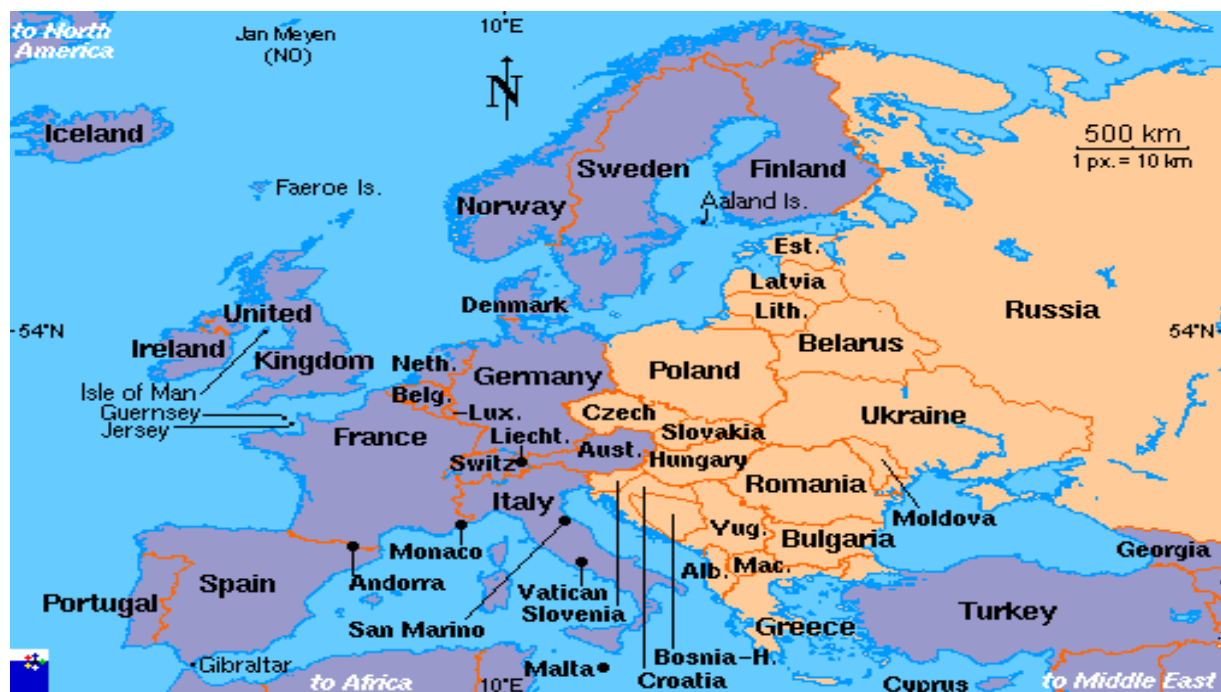 to North
America
Jan Meyen
(NO)
10°E
N
Iceland
500 km
1 px. = 10 km
Sweden
Finland
Faeroe Is.
Norway
Aaland Is.
Est.
Latvia
Lith.
Denmark
Russia
United
Kingdom
54°N
54°N
Ireland
Belarus
Neth.
Germany
Poland
Isle of Man
Belg.
Guernsey
Jersey
Lux.
Czech
Ukraine
France
Liecht.
Slovakia
Switz
Aust.
Hungary
Italy
Romania
Moldova
Monaco
Yug.
Bulgaria
Georgia
Andorra
Alb.
Mac.
Spain
Portugal
Vatican
Slovenia
San Marino
Turkey
Greece
Gibraltar
Malta
Bosnia-H.
Croatia
to Africa
10°E
Cyprus
to Middle East